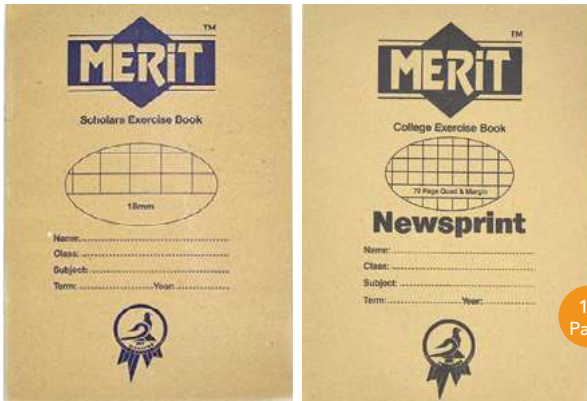 TM
MERiT
Scholars Exercise Book
18mm
Name:
Class:
Subject:
Term: Year:
TM
MERiT
College Exercise Book
72 Page Quad & Margin
Newsprint
Name:
Class:
Subject:
Term: Year: